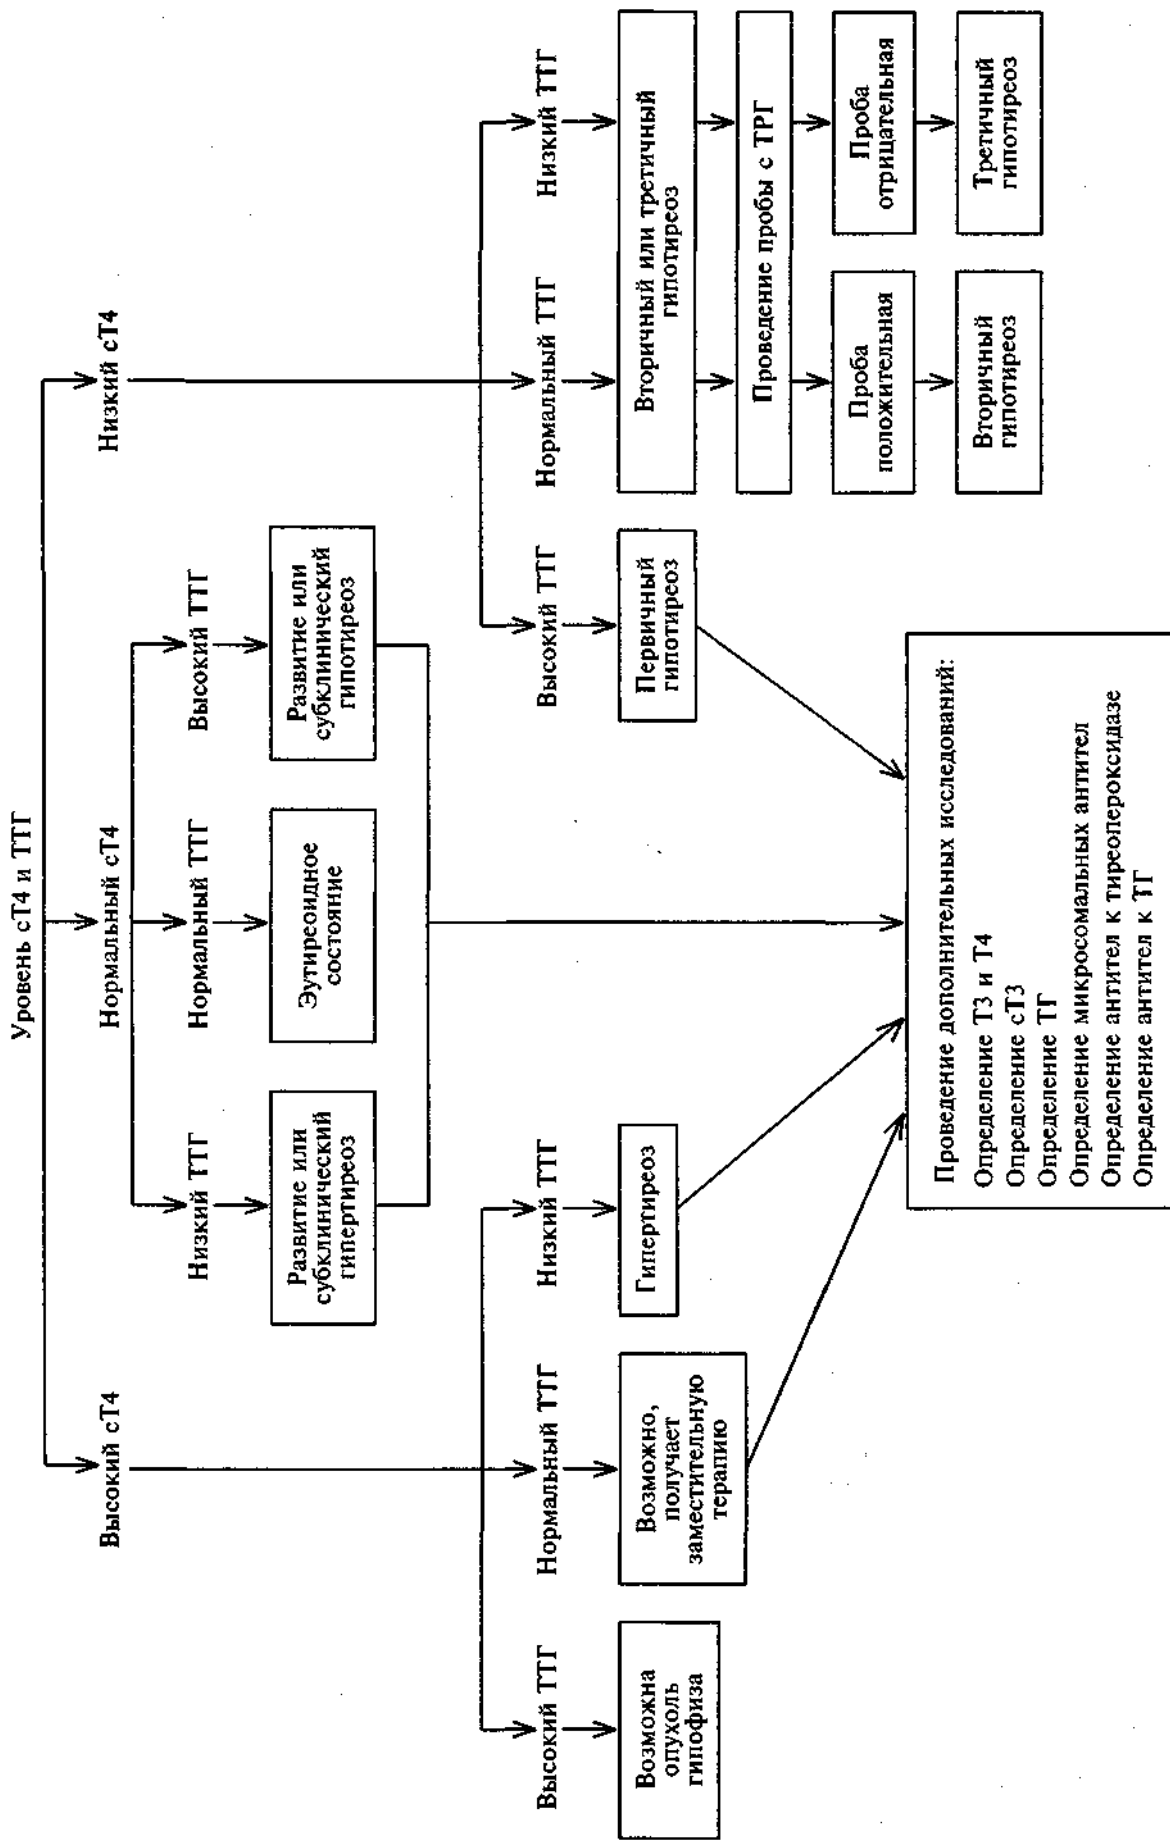 Уровень сТ4 и ТТГ
Высокий сТ4
Нормальный сТ4
Низкий сТ4
Низкий ТТГ
Нормальный ТТГ
Высокий ТТГ
Развитие или
субклинический
гипертиреоз
Эутиреоидное
состояние
Развитие или
субклинический
гипотиреоз
Высокий ТТГ
Нормальный ТТГ
Низкий ТТГ
Высокий ТТГ
Нормальный ТТГ
Низкий ТТГ
Возможна
опухоль
гипофиза
Возможно,
получает
заместительную
терапию
Гипертиреоз
Первичный
гипотиреоз
Вторичный или третичный
гипотиреоз
Проведение пробы с ТРГ
Проба
положительная
Проба
отрицательная
Вторичный
гипотиреоз
Третичный
гипотиреоз
Проведение дополнительных исследований:
Определение Т3 и Т4
Определение сТ3
Определение ТГ
Определение микросомальных антител
Определение антител к тиреопероксидазе
Определение антител к ТГ